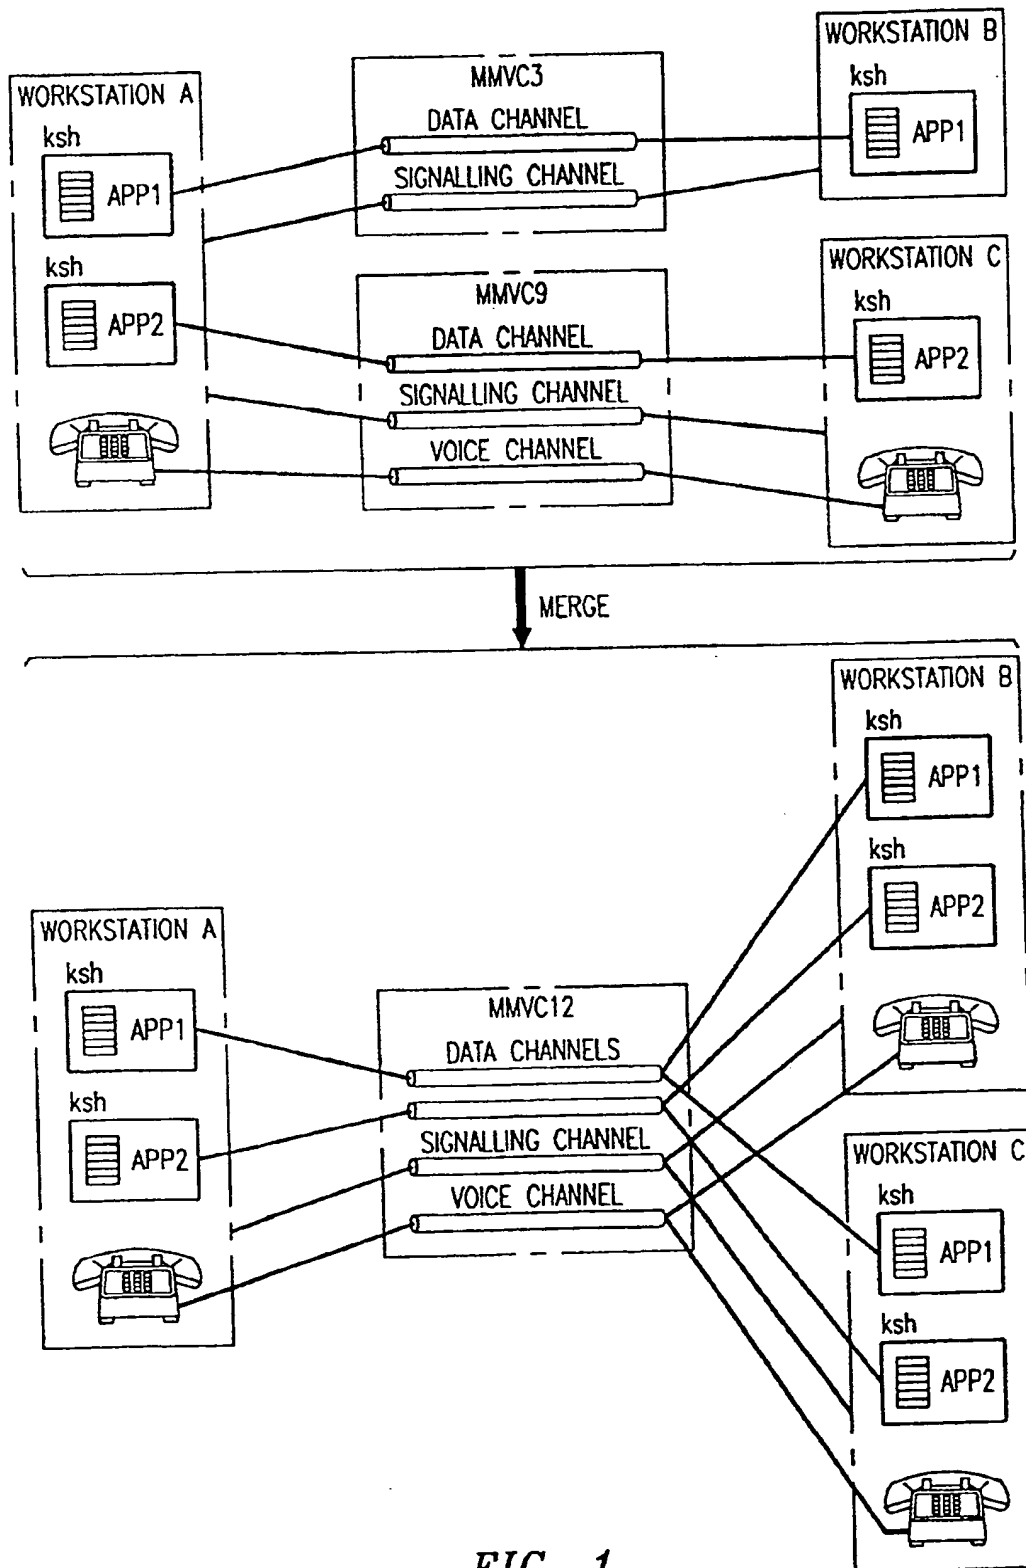 WORKSTATION A
ksh
APP1
ksh
APP2
MMVC3
DATA CHANNEL
SIGNALLING CHANNEL
WORKSTATION B
ksh
APP1
MMVC9
DATA CHANNEL
SIGNALLING CHANNEL
VOICE CHANNEL
WORKSTATION C
ksh
APP2
MERGE
WORKSTATION A
ksh
APP1
ksh
APP2
MMVC12
DATA CHANNELS
SIGNALLING CHANNEL
VOICE CHANNEL
WORKSTATION B
ksh
APP1
ksh
APP2
WORKSTATION C
ksh
APP1
ksh
APP2
FIG. 1